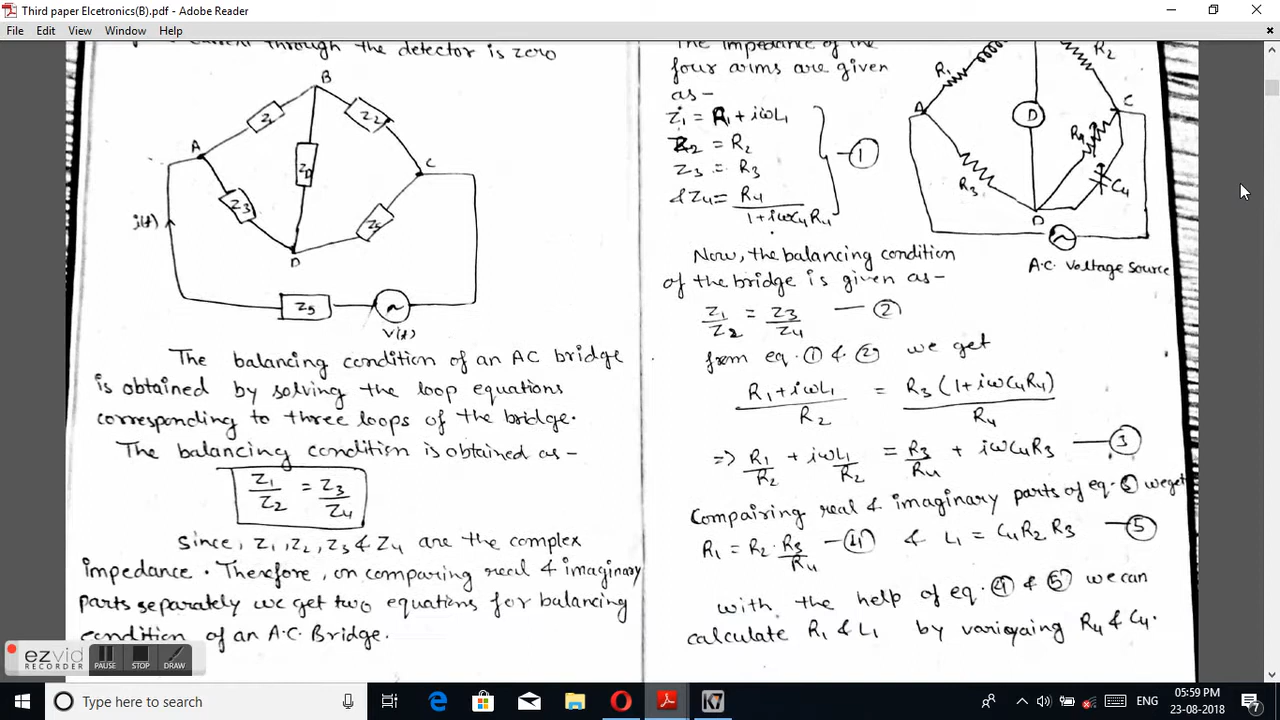 Third paper Elcetronics(B).pdf - Adobe Reader
File Edit View Window Help
current through the detector is zero
B
Z1
Z2
A
C
ZD
Z3
Z4
i(t)
D
Z5
V(t)
The balancing condition of an AC bridge
is obtained by solving the loop equations
corresponding to three loops of the bridge.
The balancing condition is obtained as -
Z1/Z2 = Z3/Z4
Since, Z1, Z2, Z3 & Z4 are the complex
impedance. Therefore, on comparing real & imaginary
parts separately we get two equations for balancing
condition of an A.C. Bridge.
The impedance of the
four arms are given
as-
Z1 = R1 + iωL1
Z2 = R2
Z3 = R3
& Z4 = R4/1+iωC4R4
— ①
R1
R2
A
C
D
R4
R3
C4
D
A.C. Voltage Source
Now, the balancing condition
of the bridge is given as-
Z1/Z2 = Z3/Z4 — ②
from eq. ① & ② we get
R1 + iωL1/R2 = R3(1+iωC4R4)/R4
=> R1/R2 + iωL1/R2 = R3/R4 + iωC4R3 — ③
Compairing real & imaginary parts of eq. ③ we get
R1 = R2 · R3/R4 — ④ & L1 = C4R2R3 — ⑤
with the help of eq. ④ & ⑤ we can
calculate R1 & L1 by varioyaing R4 & C4.
ezvid
RECORDER
PAUSE
STOP
DRAW
Type here to search
ENG
05:59 PM
23-08-2018
7